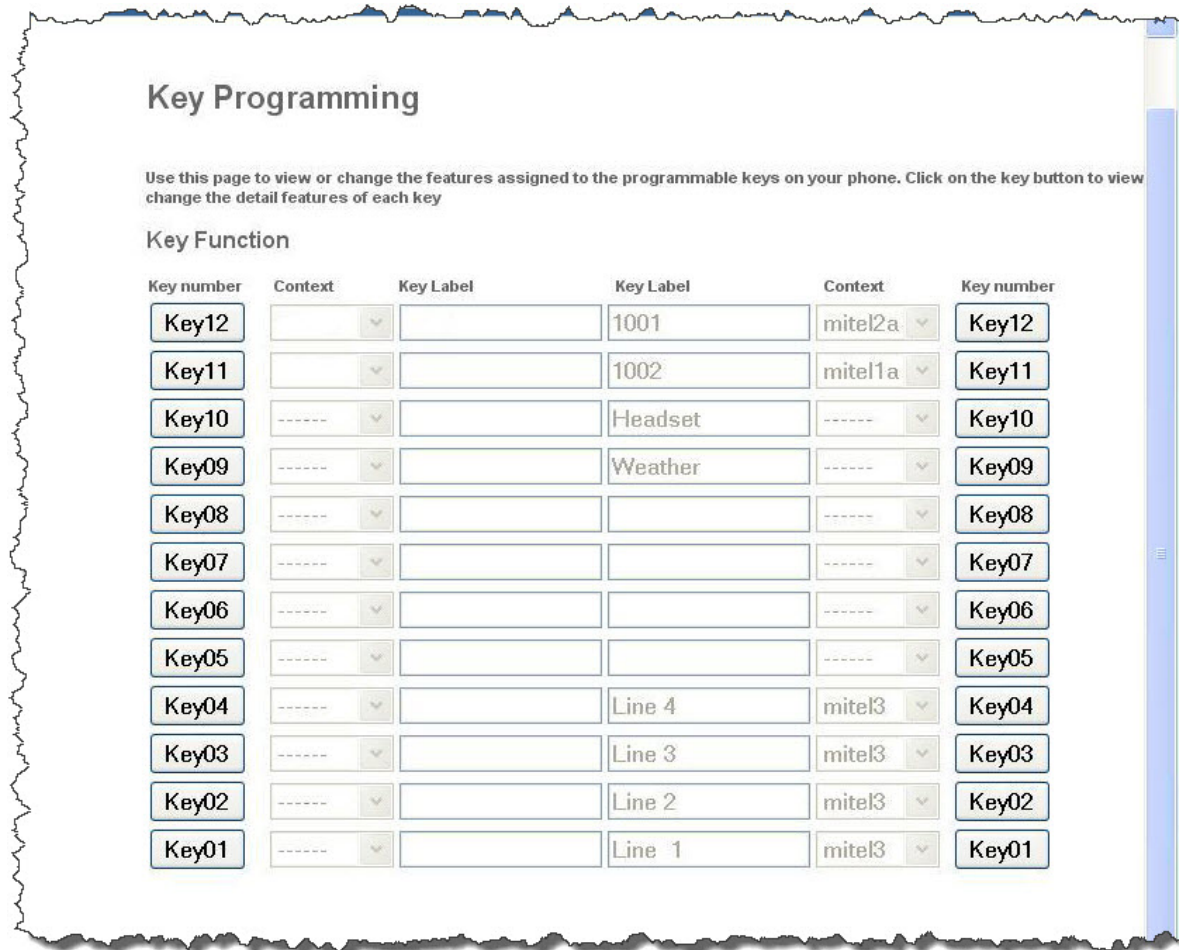 Key Programming
Use this page to view or change the features assigned to the programmable keys on your phone. Click on the key button to view
change the detail features of each key
Key Function
Key number Context Key Label Key Label Context Key number
Key12 1001 mitel2a Key12
Key11 1002 mitel1a Key11
Key10 ------ Headset ------ Key10
Key09 ------ Weather ------ Key09
Key08 ------ ------ Key08
Key07 ------ ------ Key07
Key06 ------ ------ Key06
Key05 ------ ------ Key05
Key04 ------ Line 4 mitel3 Key04
Key03 ------ Line 3 mitel3 Key03
Key02 ------ Line 2 mitel3 Key02
Key01 ------ Line 1 mitel3 Key01